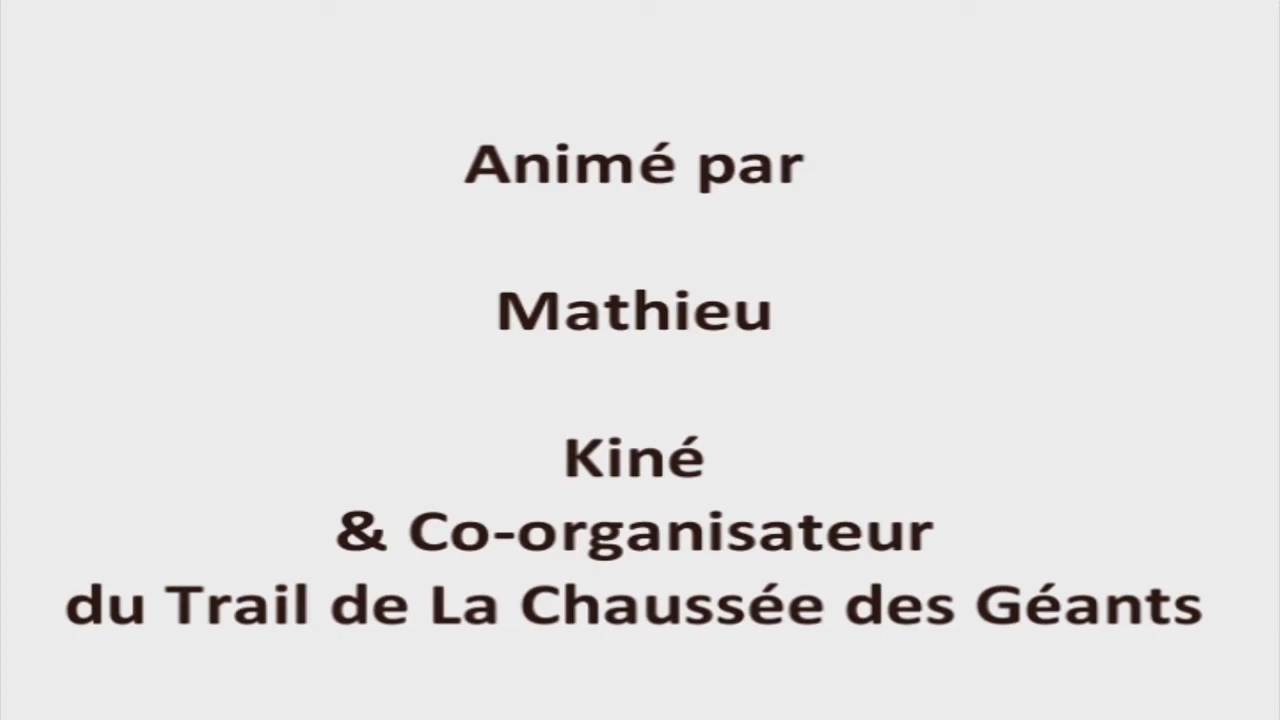 Animé par
Mathieu
Kiné
& Co-organisateur
du Trail de La Chaussée des Géants